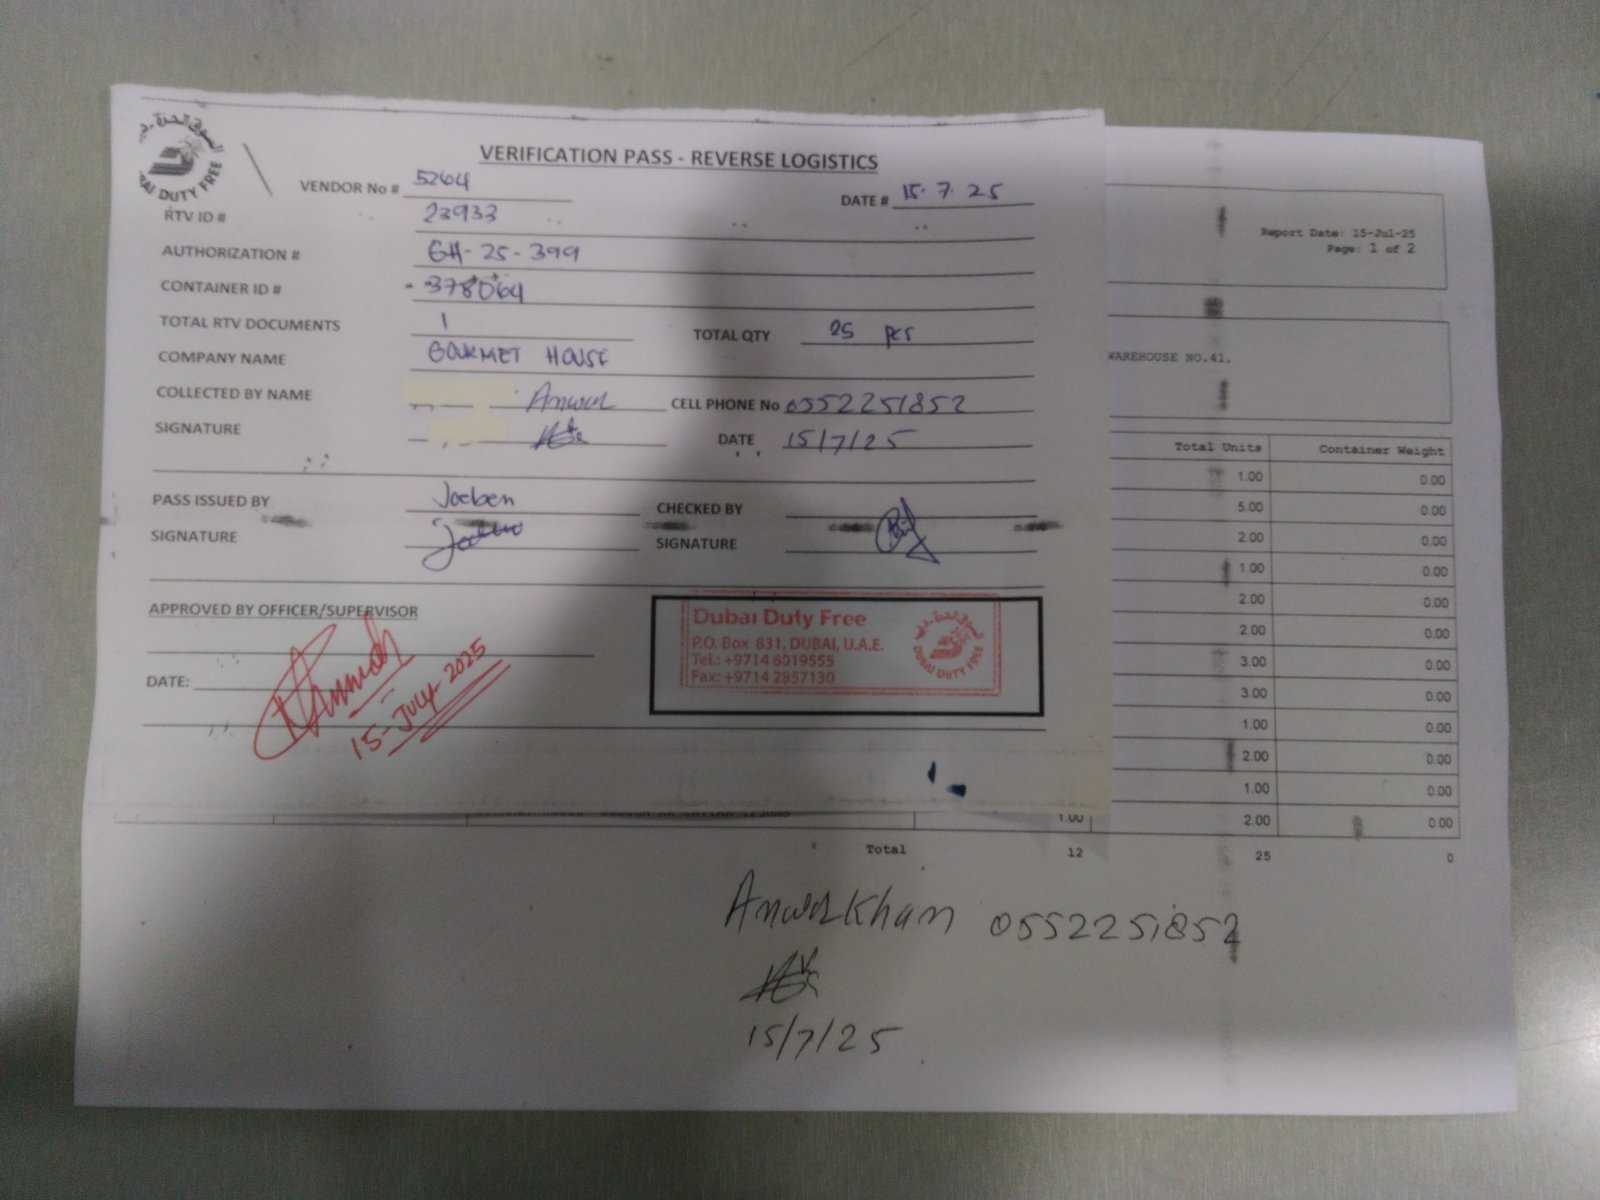 VERIFICATION PASS - REVERSE LOGISTICS
VENDOR No # 5264
DATE # 15.7.25
RTV ID # 23933
AUTHORIZATION # GH-25-399
CONTAINER ID # 378064
TOTAL RTV DOCUMENTS 1 TOTAL QTY 25 pcs
COMPANY NAME GOURMET HOUSE
COLLECTED BY NAME Anwar CELL PHONE No 0552251852
SIGNATURE DATE 15/7/25
PASS ISSUED BY Joeben CHECKED BY
SIGNATURE SIGNATURE
APPROVED BY OFFICER/SUPERVISOR
DATE: 15-JULY-2025
Dubai Duty Free
P.O. Box 831, DUBAI, U.A.E.
Tel.: +9714 6019555
Fax: +9714 2857130
DUBAI DUTY FREE
Report Date: 15-Jul-25
Page: 1 of 2
WAREHOUSE NO.41.
Total Units Container Weight
1.00 0.00
5.00 0.00
2.00 0.00
1.00 0.00
2.00 0.00
2.00 0.00
3.00 0.00
3.00 0.00
1.00 0.00
2.00 0.00
1.00 0.00
1.00 2.00 0.00
Total 12 25 0
Anwar Khan 0552251852
15/7/25